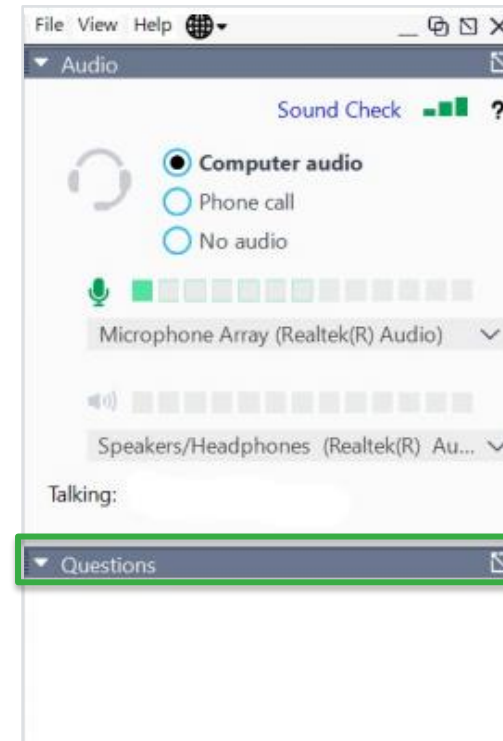 File View Help
Audio
Sound Check ?
Computer audio
Phone call
No audio
Microphone Array (Realtek(R) Audio)
Speakers/Headphones (Realtek(R) Au...
Talking:
Questions